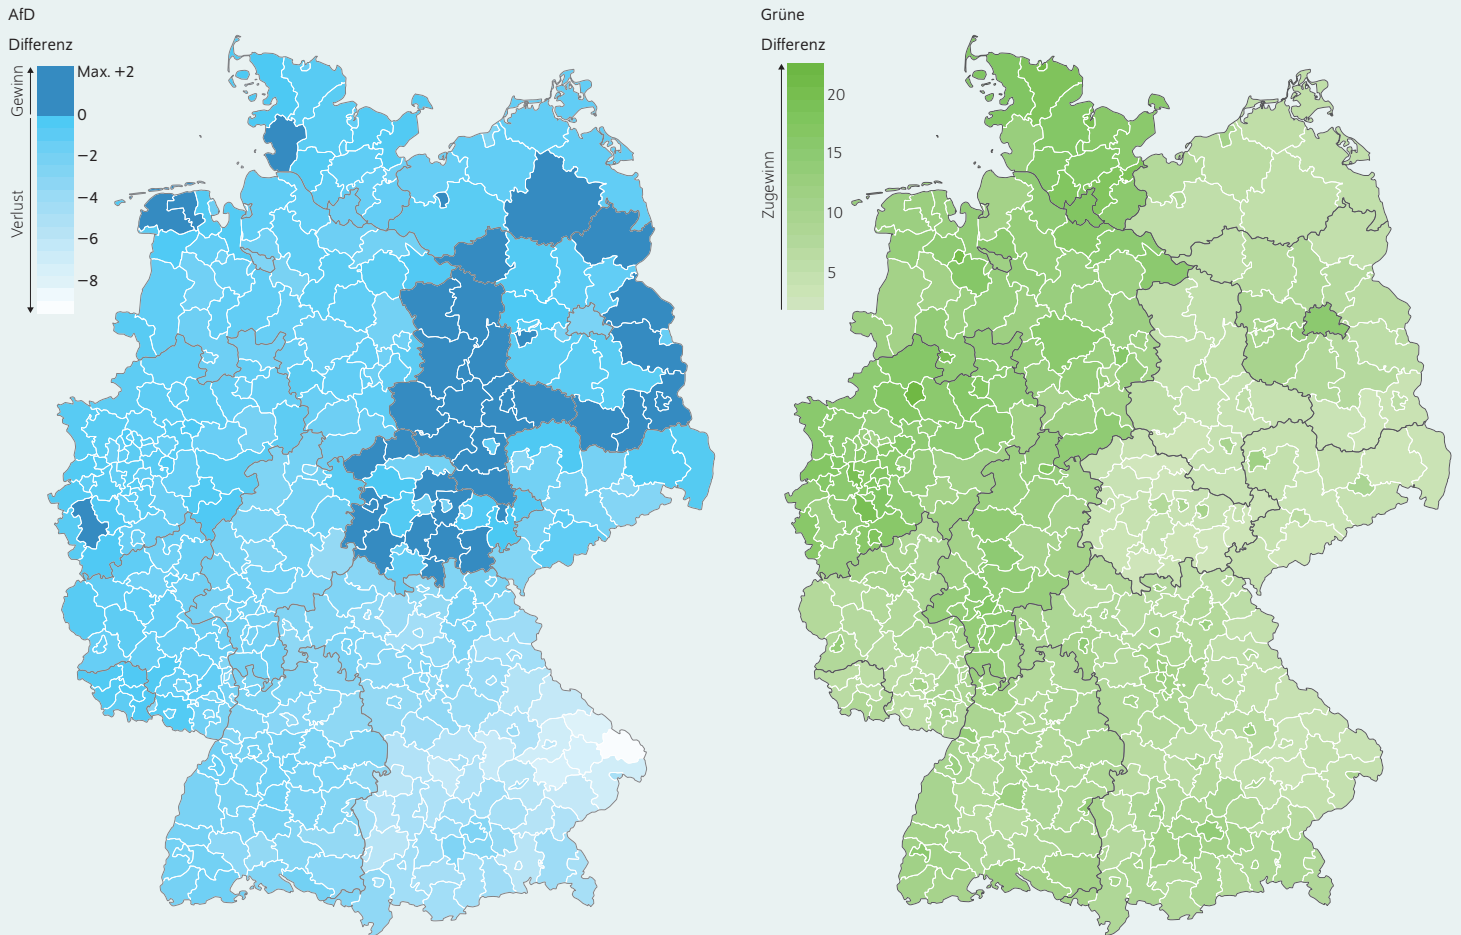 AfD
Differenz
Gewinn
Verlust
Max. +2
0
−2
−4
−6
−8
Grüne
Differenz
Zugewinn
20
15
10
5